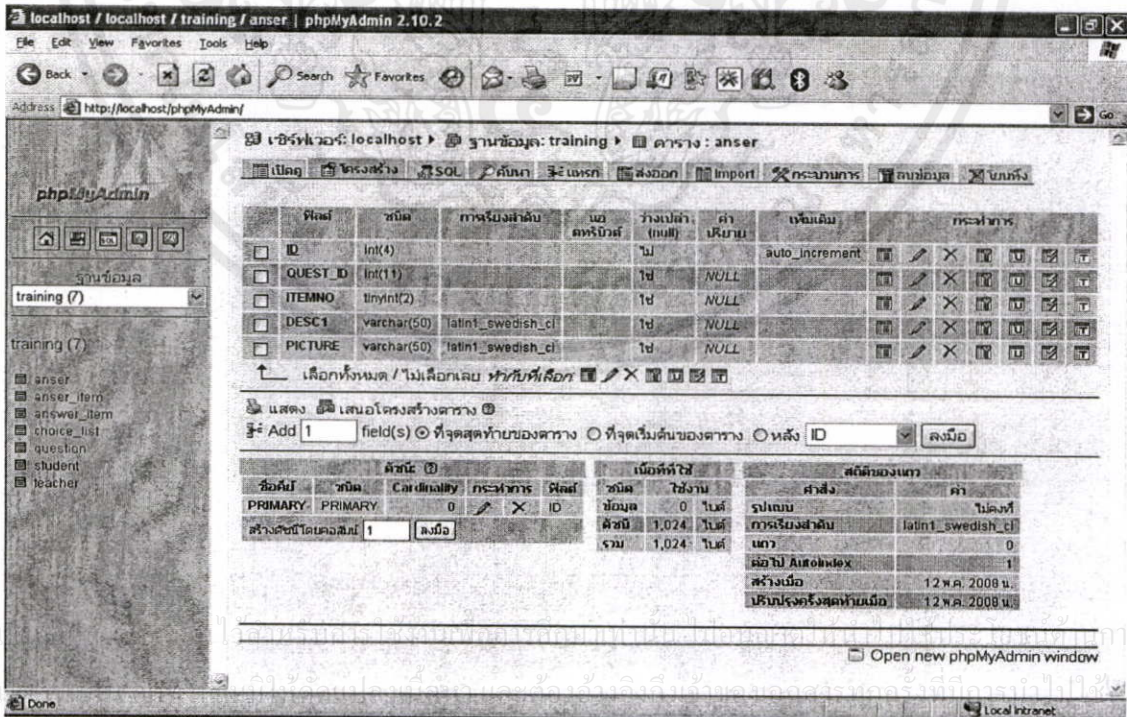 localhost / localhost / training / anser | phpMyAdmin 2.10.2
File Edit View Favorites Tools Help
Back Search Favorites
Address http://localhost/phpMyAdmin/ Go
phpMyAdmin
ฐานข้อมูล
training (7)
training (7)
anser
anser_item
answer_item
choice_list
question
student
teacher
เซิร์ฟเวอร์: localhost ▸ ฐานข้อมูล: training ▸ ตาราง : anser
เปิดดู โครงสร้าง SQL ค้นหา แทรก ส่งออก Import กระบวนการ ลบข้อมูล โยนทิ้ง
ฟิลด์ ชนิด การเรียงลำดับ แอตทริบิวต์ ว่างเปล่า (null) ค่าปริยาย เพิ่มเติม กระทำการ
ID int(4) ไม่ auto_increment
QUEST_ID int(11) ใช่ NULL
ITEMNO tinyint(2) ใช่ NULL
DESC1 varchar(50) latin1_swedish_ci ใช่ NULL
PICTURE varchar(50) latin1_swedish_ci ใช่ NULL
เลือกทั้งหมด / ไม่เลือกเลย ทำกับที่เลือก:
แสดง เสนอโครงสร้างตาราง
Add 1 field(s) ที่จุดสุดท้ายของตาราง ที่จุดเริ่มต้นของตาราง หลัง ID ลงมือ
ดัชนี:
ชื่อคีย์ ชนิด Cardinality กระทำการ ฟิลด์
PRIMARY PRIMARY 0 ID
สร้างดัชนีโดยคอลัมน์ 1 ลงมือ
เนื้อที่ที่ใช้
ชนิด ใช้งาน
ข้อมูล 0 ไบต์
ดัชนี 1,024 ไบต์
รวม 1,024 ไบต์
สถิติของแถว
คำสั่ง ค่า
รูปแบบ ไม่คงที่
การเรียงลำดับ latin1_swedish_ci
แถว 0
ต่อไป Autoindex 1
สร้างเมื่อ 12 พ.ค. 2008 น.
ปรับปรุงครั้งสุดท้ายเมื่อ 12 พ.ค. 2008 น.
Open new phpMyAdmin window
Done
Local intranet